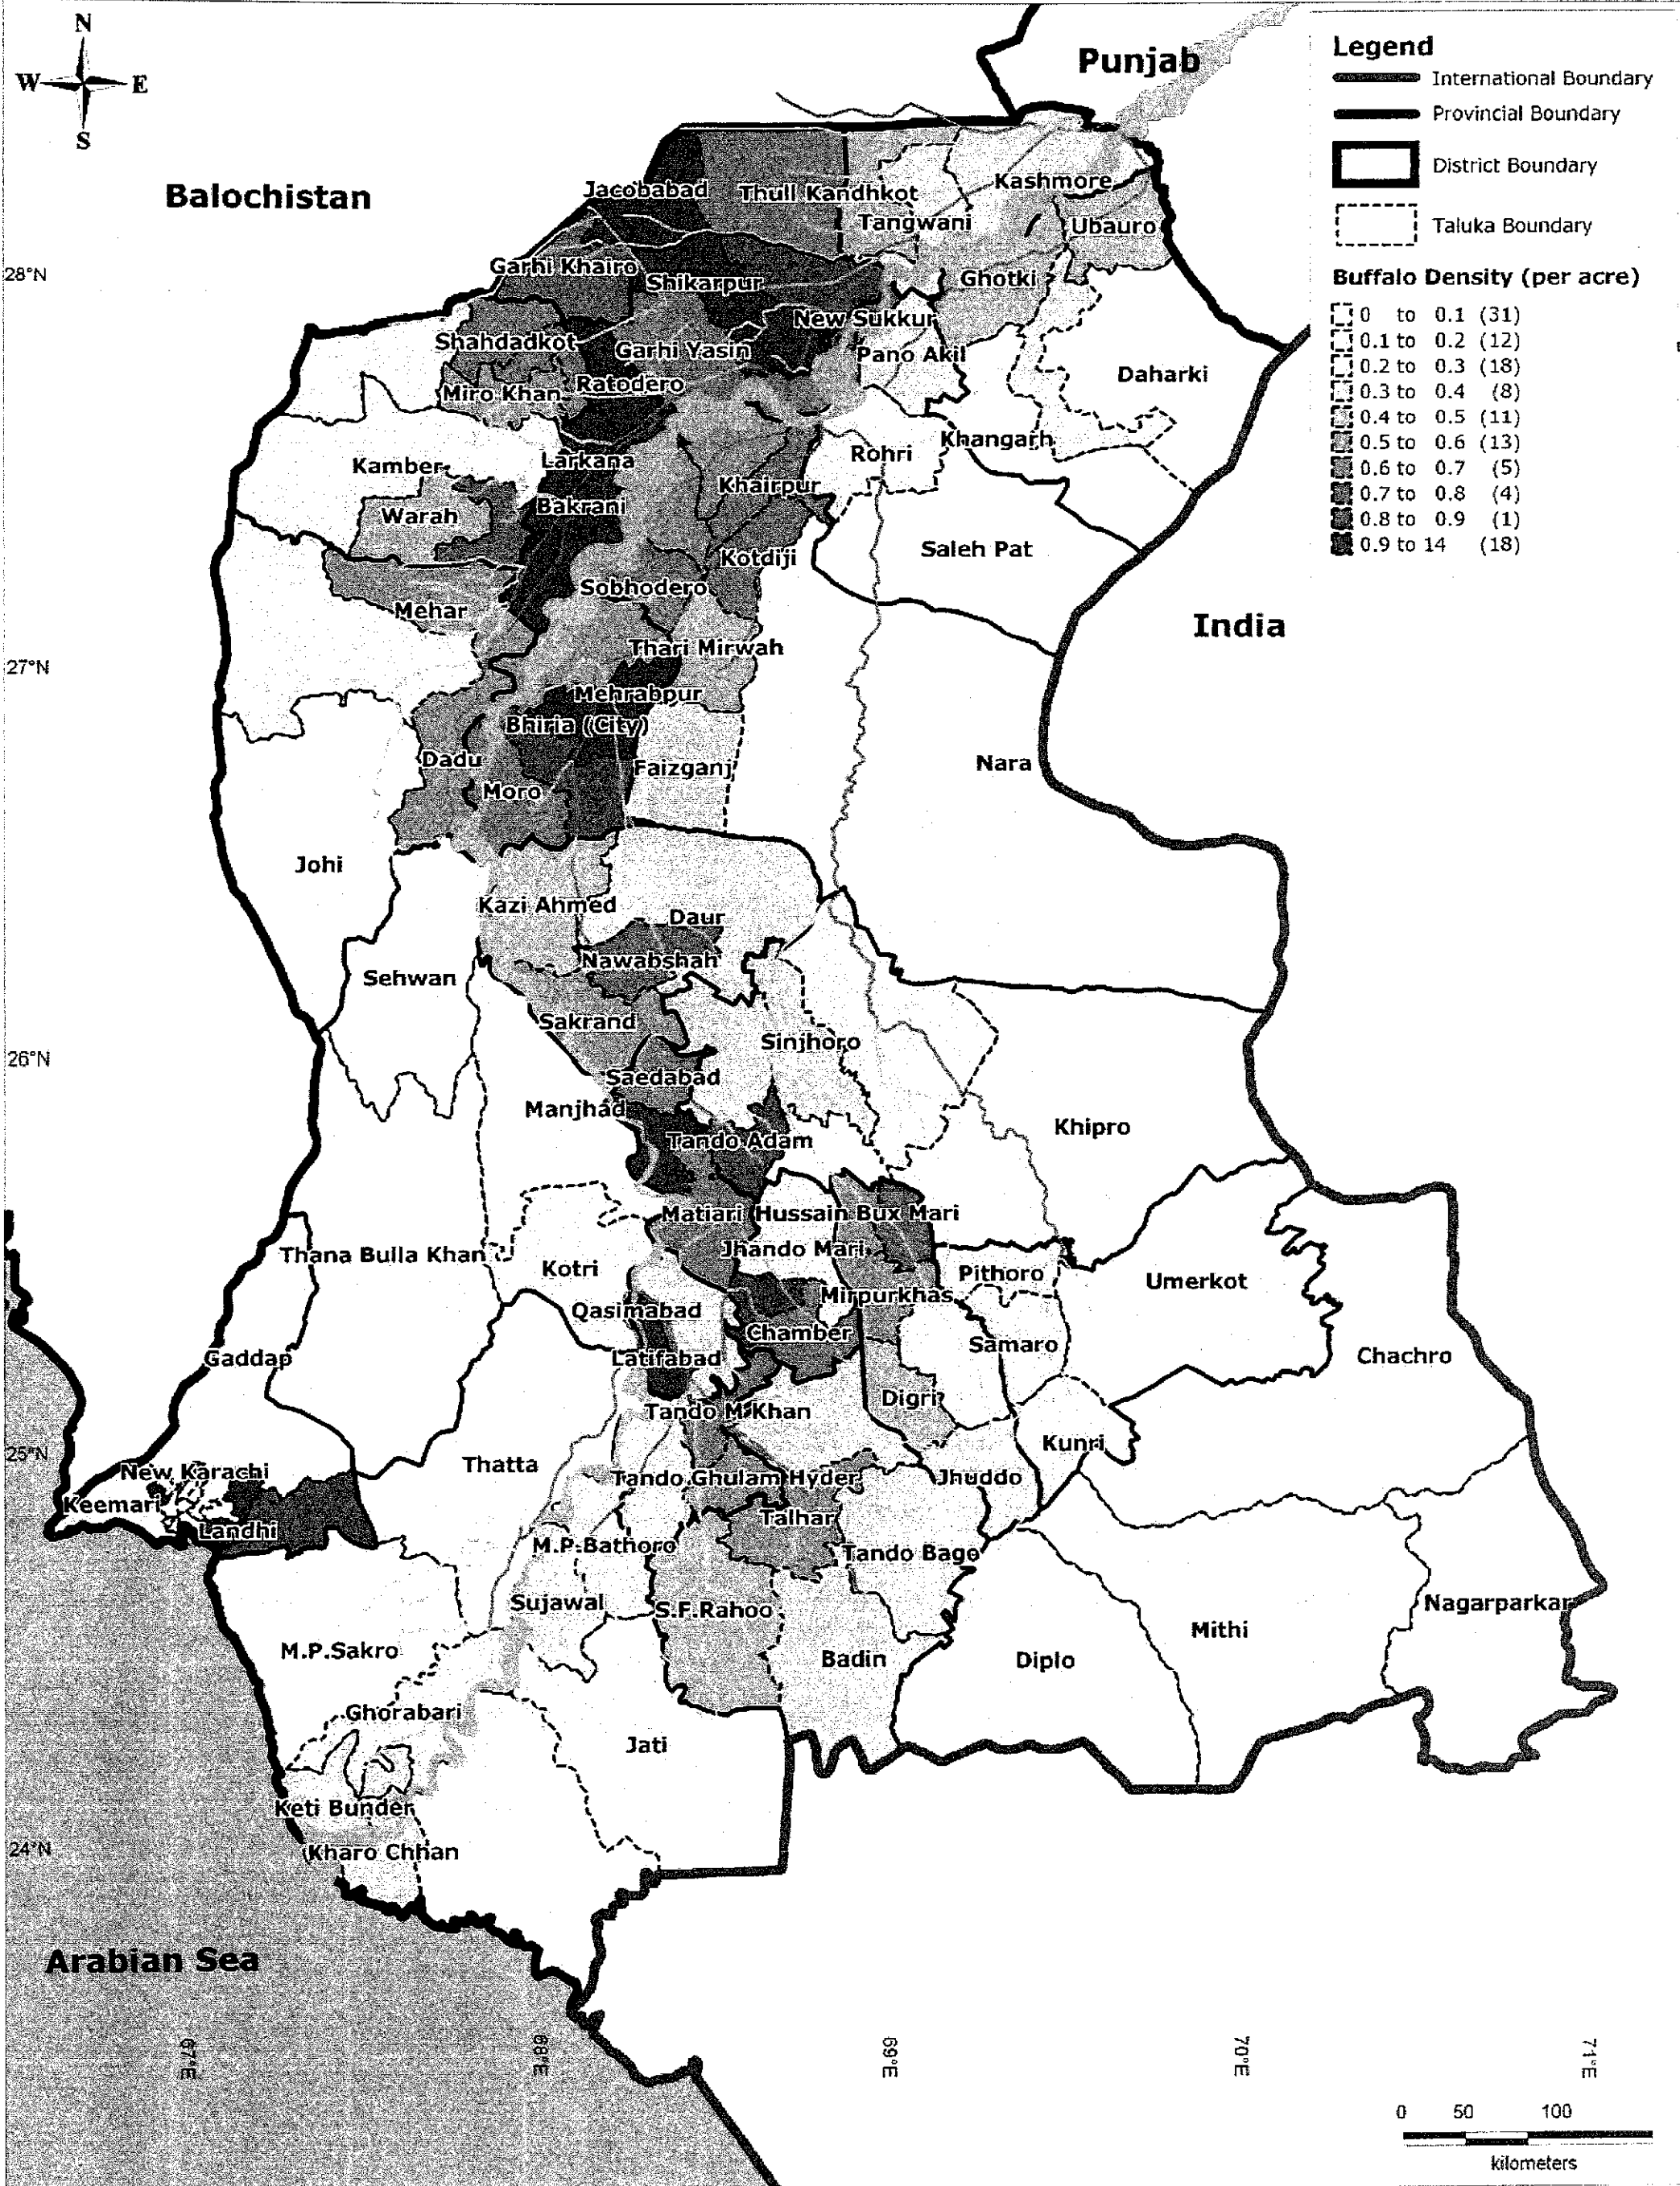 N
W E
S
Punjab
Balochistan
Legend
International Boundary
Provincial Boundary
District Boundary
Taluka Boundary
Buffalo Density (per acre)
0 to 0.1 (31)
0.1 to 0.2 (12)
0.2 to 0.3 (18)
0.3 to 0.4 (8)
0.4 to 0.5 (11)
0.5 to 0.6 (13)
0.6 to 0.7 (5)
0.7 to 0.8 (4)
0.8 to 0.9 (1)
0.9 to 14 (18)
Jacobabad
Thull Kandhkot
Kashmore
Tangwani
Ubauro
28°N
Garhi Khairo
Shikarpur
Ghotki
New Sukkur
Shahdadkot
Garhi Yasin
Pano Akil
Daharki
Miro Khan
Ratodero
Khangarh
Rohri
Kamber
Larkana
Khairpur
Bakrani
Warah
Saleh Pat
Kotdiji
Sobhodero
Mehar
India
Thari Mirwah
27°N
Mehrabpur
Bhiria (City)
Dadu
Faizganj
Nara
Moro
Johi
Kazi Ahmed
Daur
Nawabshah
Sehwan
Sakrand
Sinjhoro
26°N
Saedabad
Manjhad
Khipro
Tando Adam
Matiari
Hussain Bux Mari
Jhando Mari
Thana Bulla Khan
Kotri
Pithoro
Umerkot
Mirpurkhas
Qasimabad
Chamber
Samaro
Latifabad
Gaddap
Chachro
Digri
Tando M.Khan
Kunri
25°N
New Karachi
Thatta
Tando Ghulam Hyder
Jhuddo
Keemari
Talhar
Landhi
M.P.Bathoro
Tando Bago
Sujawal
S.F.Rahoo
Nagarparkar
Mithi
M.P.Sakro
Badin
Diplo
Ghorabari
Jati
Keti Bunder
24°N
Kharo Chhan
Arabian Sea
67°E
68°E
69°E
70°E
71°E
0 50 100
kilometers